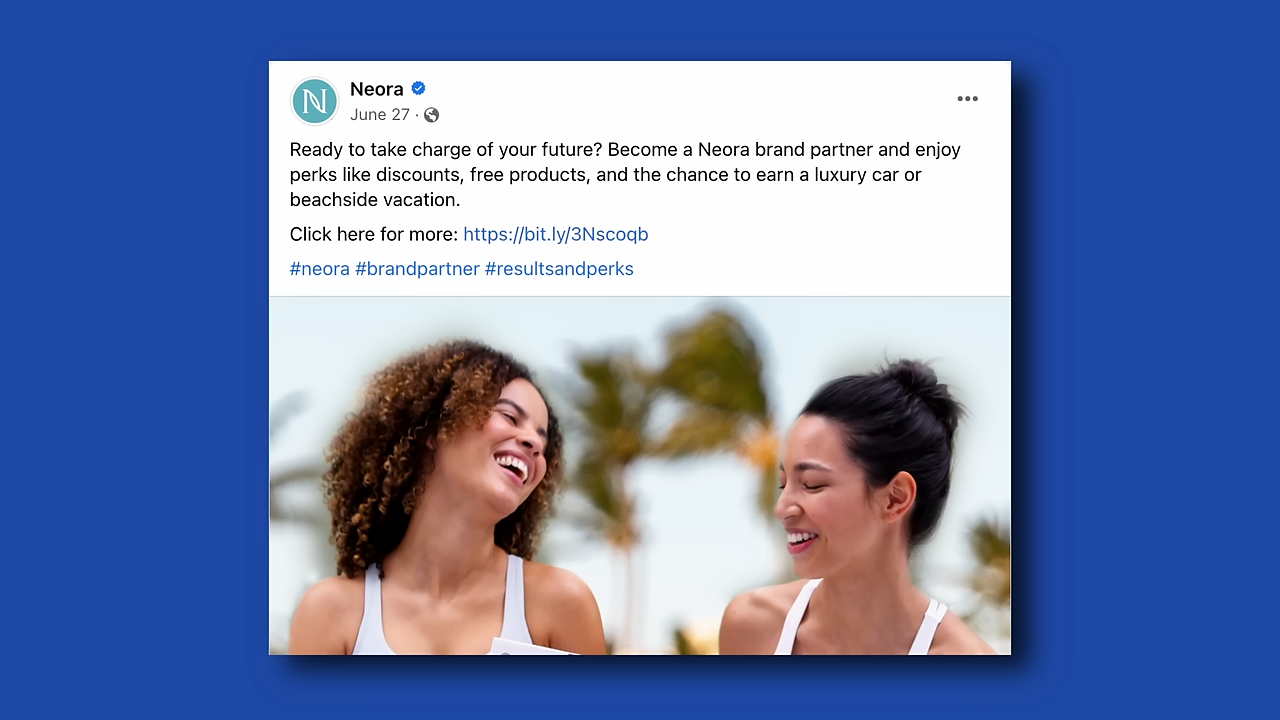 Neora
June 27 ·
Ready to take charge of your future? Become a Neora brand partner and enjoy
perks like discounts, free products, and the chance to earn a luxury car or
beachside vacation.
Click here for more: https://bit.ly/3Nscoqb
#neora #brandpartner #resultsandperks